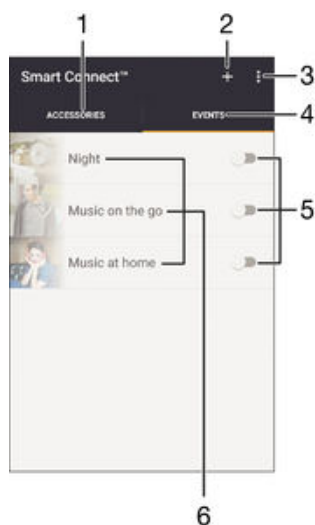 1
2
Smart Connect™
3
ACCESSORIES
EVENTS
4
Night
Music on the go
5
Music at home
6